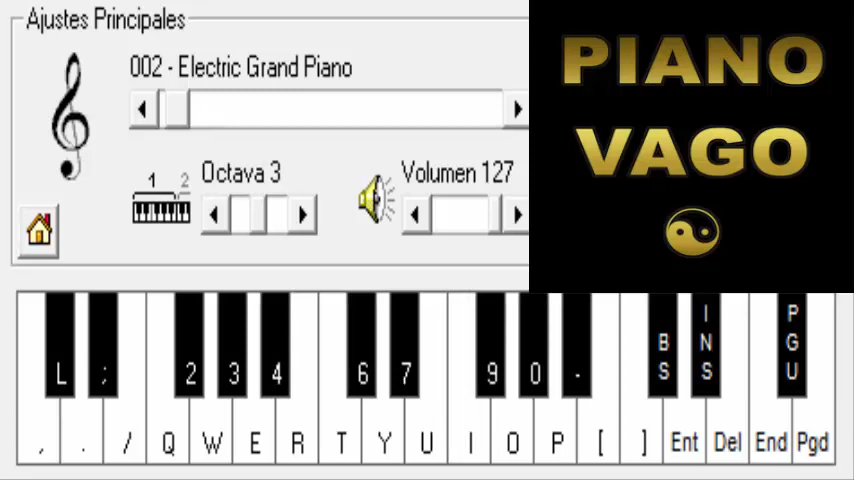 Ajustes Principales
002 - Electric Grand Piano
1 2
Octava 3
Volumen 127
PIANO
VAGO
L ; 2 3 4 6 7 9 0 - BS INS PGU
, . / Q W E R T Y U I O P [ ] Ent Del End Pgd